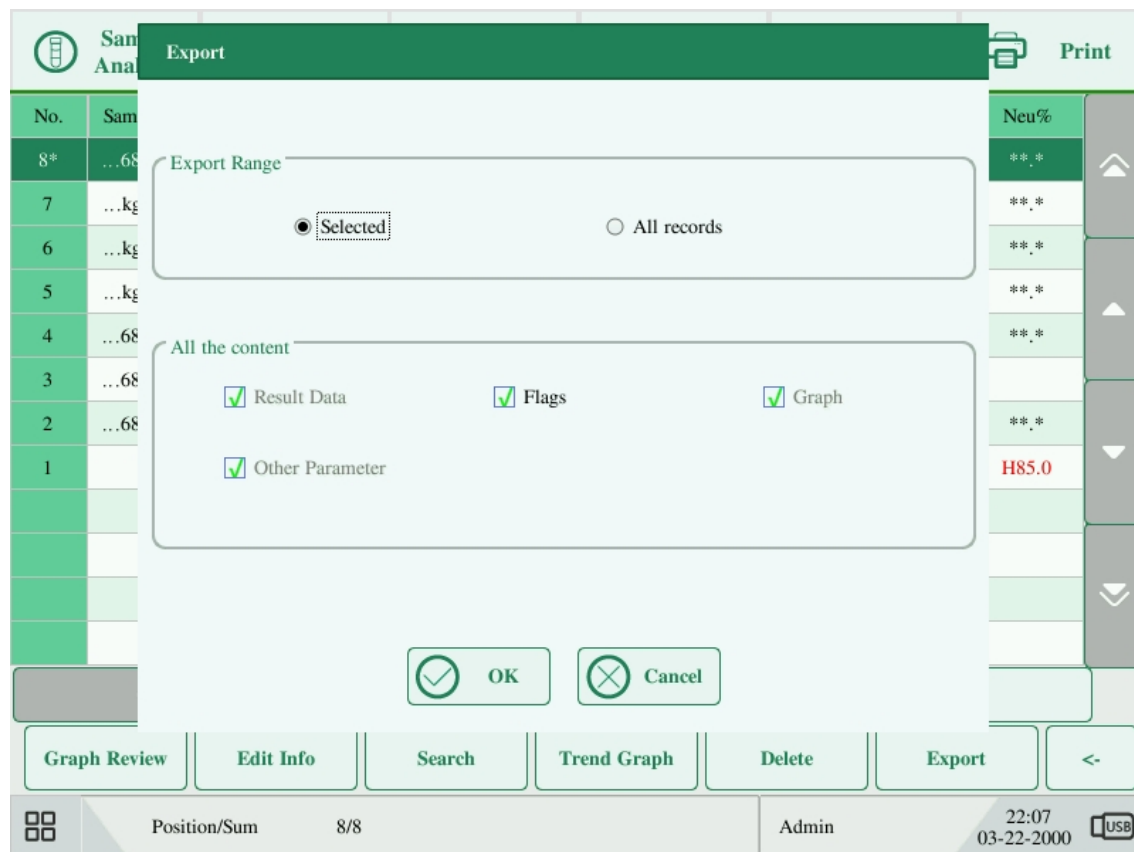 Sam
Anal
Export
Print
No.
Sam
Neu%
8*
...68
**.*
7
...kg
**.*
6
...kg
**.*
5
...kg
**.*
4
...68
**.*
3
...68
2
...68
**.*
1
H85.0
Export Range
Selected
All records
All the content
Result Data
Flags
Graph
Other Parameter
OK
Cancel
Graph Review
Edit Info
Search
Trend Graph
Delete
Export
<-
Position/Sum 8/8
Admin
22:07
03-22-2000
USB